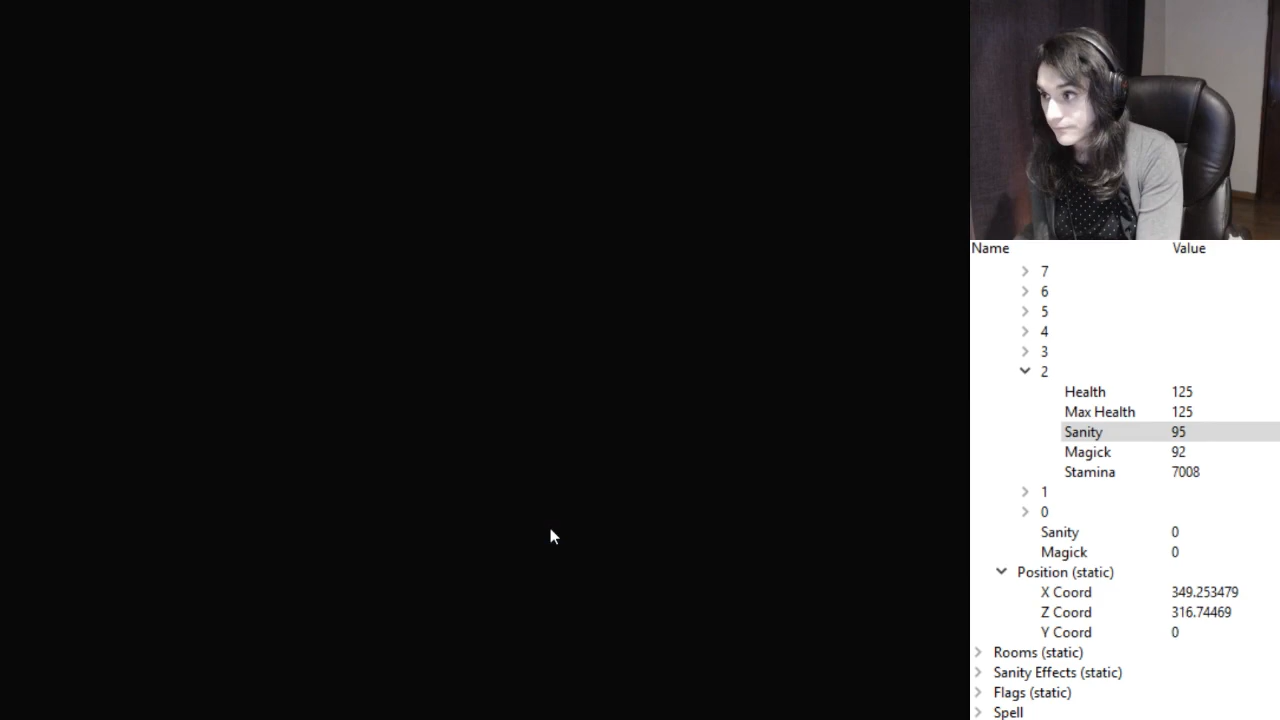 Name Value
7
6
5
4
3
2
Health 125
Max Health 125
Sanity 95
Magick 92
Stamina 7008
1
0
Sanity 0
Magick 0
Position (static)
X Coord 349.253479
Z Coord 316.74469
Y Coord 0
Rooms (static)
Sanity Effects (static)
Flags (static)
Spell